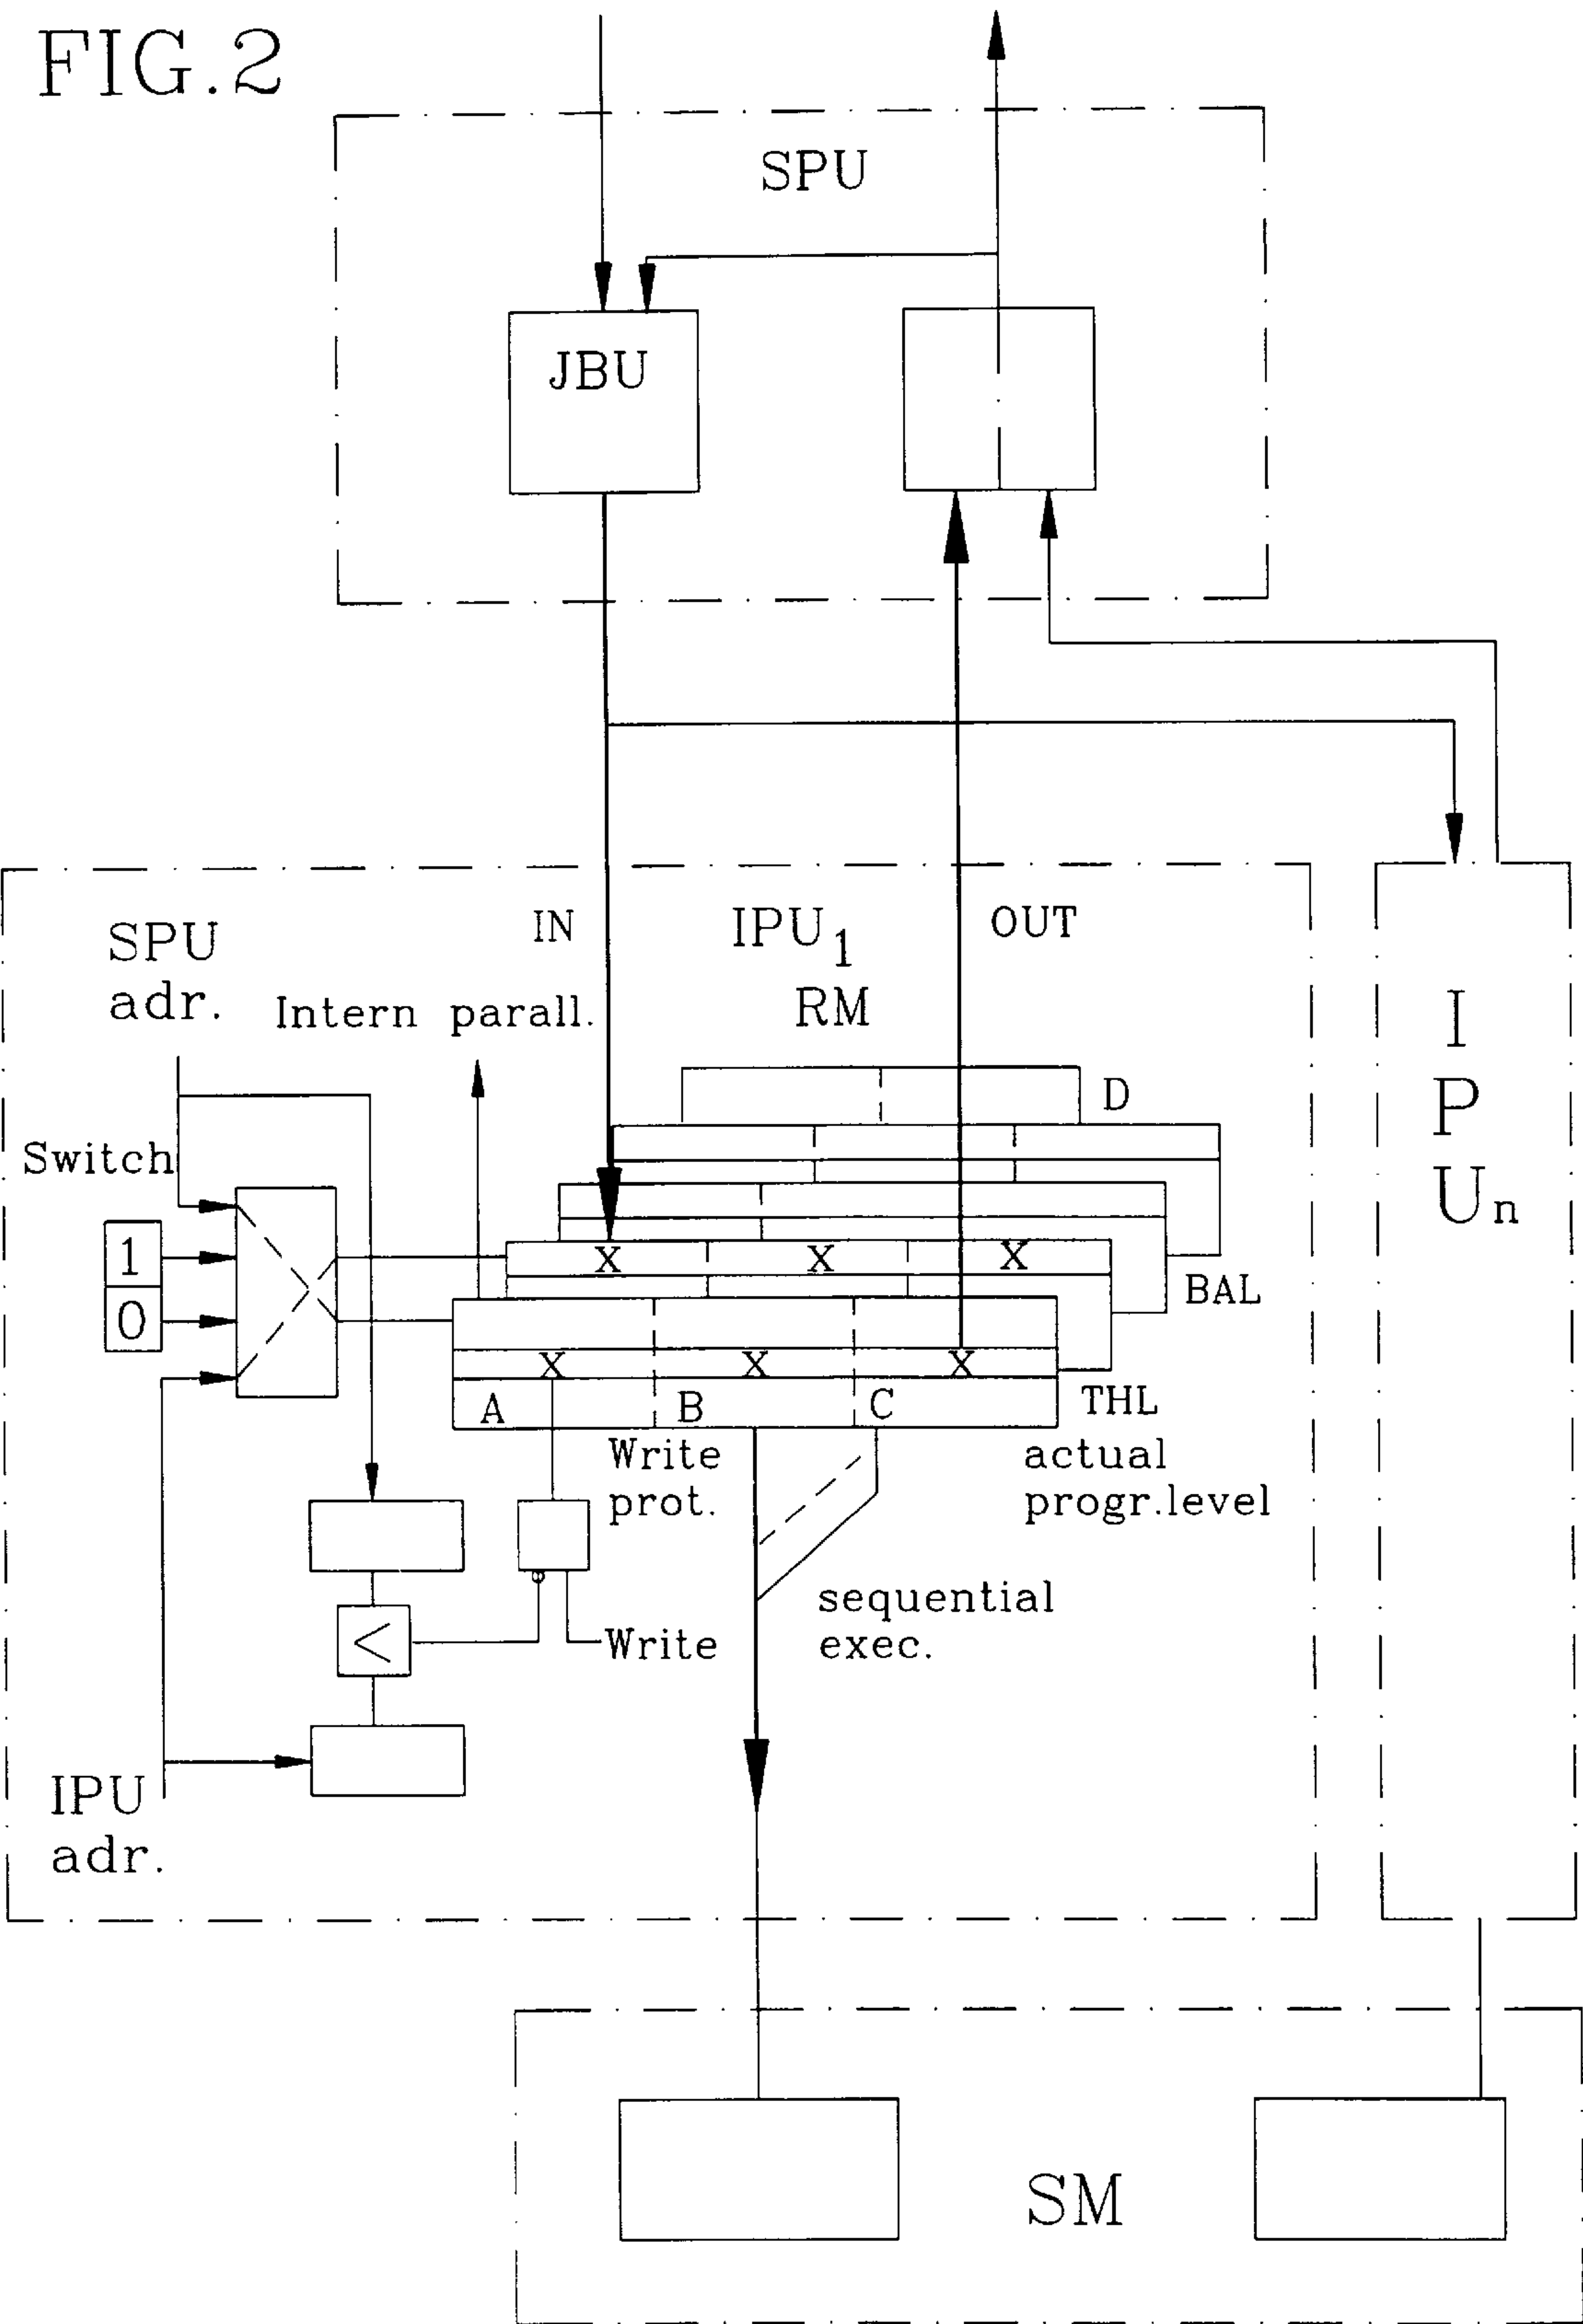 FIG.2
SPU
JBU
IN
IPU1
OUT
SPU
adr.
RM
Intern parall.
I
P
Un
D
Switch
1
0
X X X
BAL
X X X
A B C
THL
Write
prot.
actual
progr.level
sequential
exec.
<
Write
IPU
adr.
SM